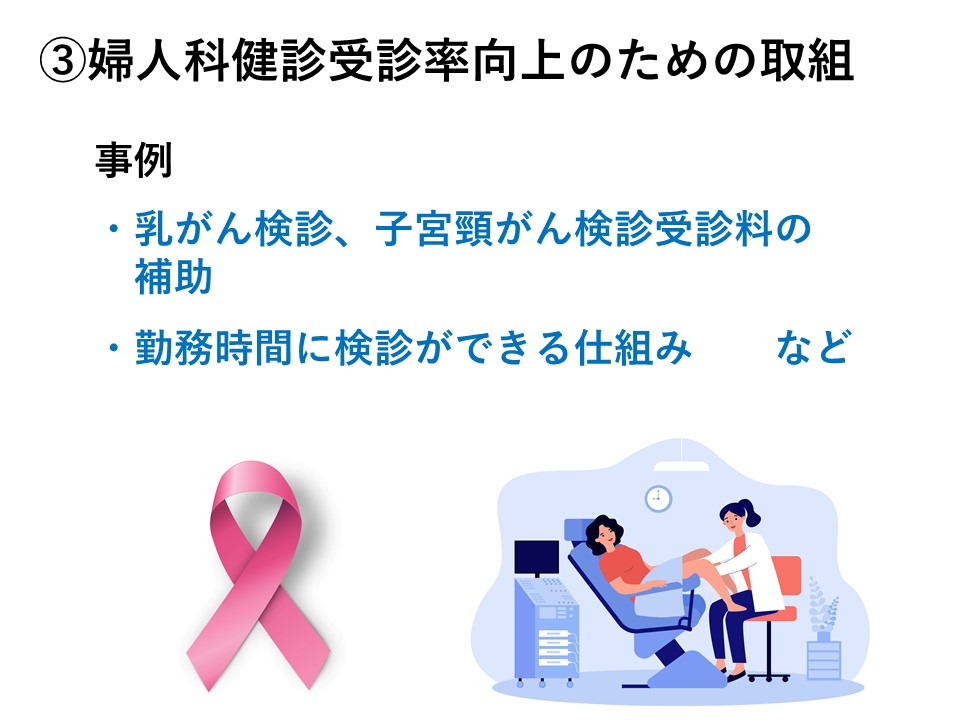 ③婦人科健診受診率向上のための取組
事例
・乳がん検診、子宮頸がん検診受診料の
補助
・勤務時間に検診ができる仕組み　　など